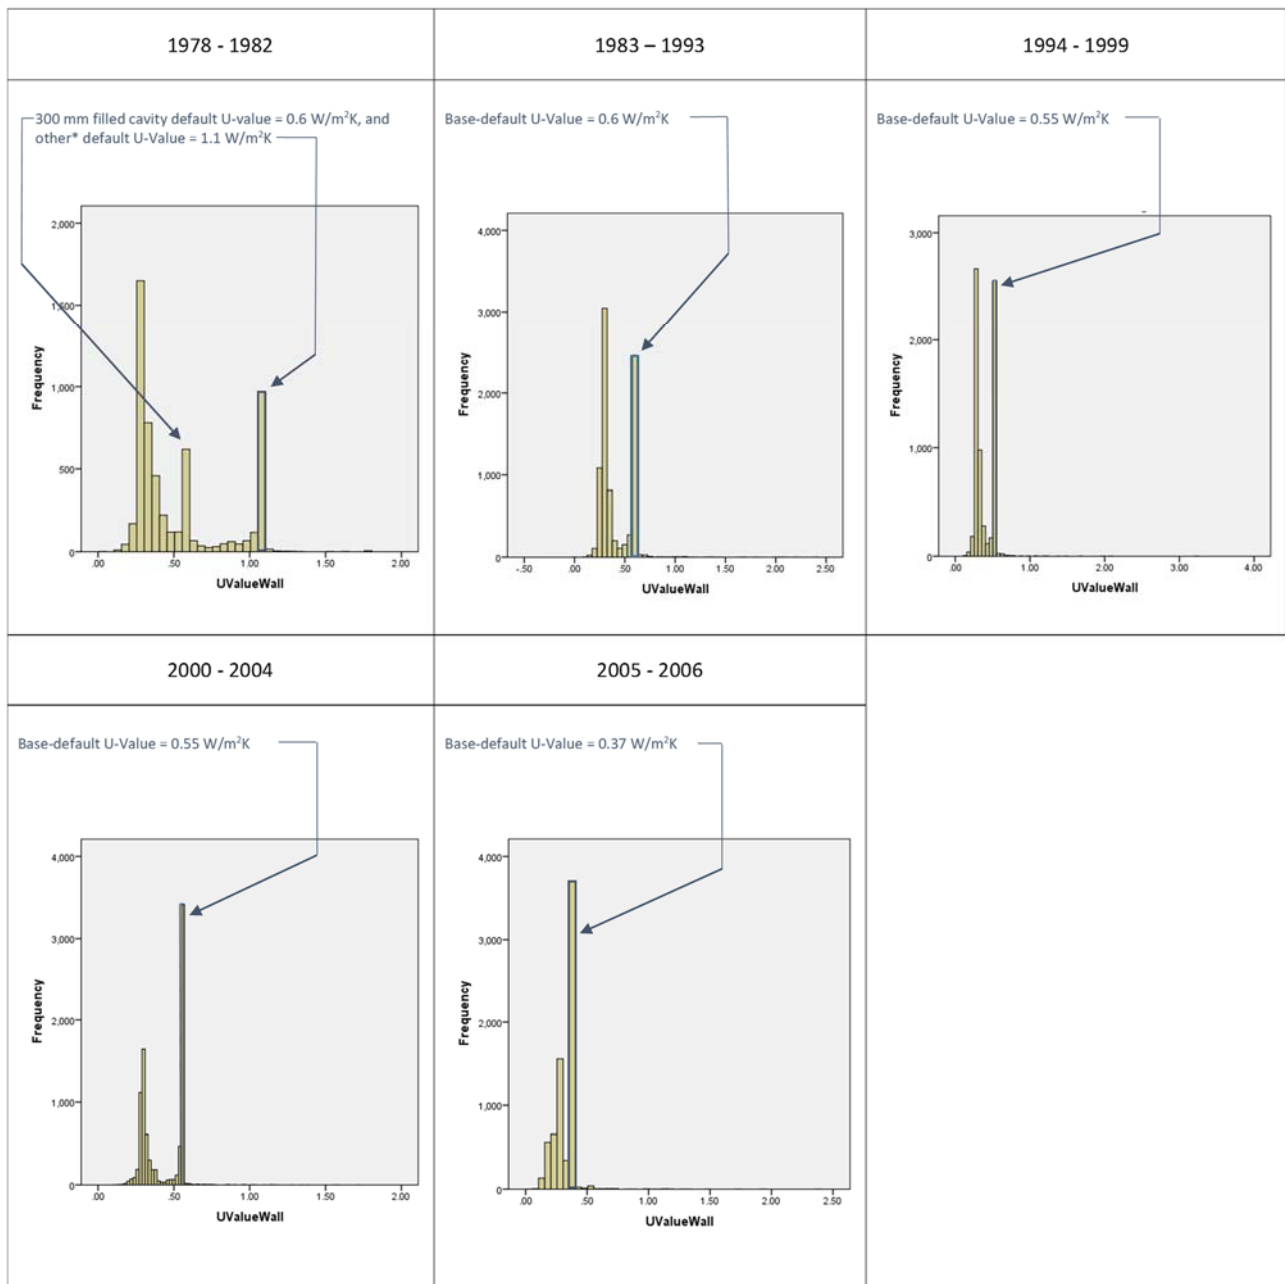 1978 - 1982
1983 – 1993
1994 - 1999
300 mm filled cavity default U-value = 0.6 W/m²K, and
other* default U-Value = 1.1 W/m²K
Base-default U-Value = 0.6 W/m²K
Base-default U-Value = 0.55 W/m²K
2,000
1,500
1,000
500
0
Frequency
.00
.50
1.00
1.50
2.00
UValueWall
4,000
3,000
2,000
1,000
0
Frequency
-.50
.00
.50
1.00
1.50
2.00
2.50
UValueWall
3,000
2,000
1,000
0
Frequency
.00
1.00
2.00
3.00
4.00
UValueWall
2000 - 2004
2005 - 2006
Base-default U-Value = 0.55 W/m²K
Base-default U-Value = 0.37 W/m²K
4,000
3,000
2,000
1,000
0
Frequency
.00
.50
1.00
1.50
2.00
UValueWall
4,000
3,000
2,000
1,000
0
Frequency
.00
.50
1.00
1.50
2.00
2.50
UValueWall